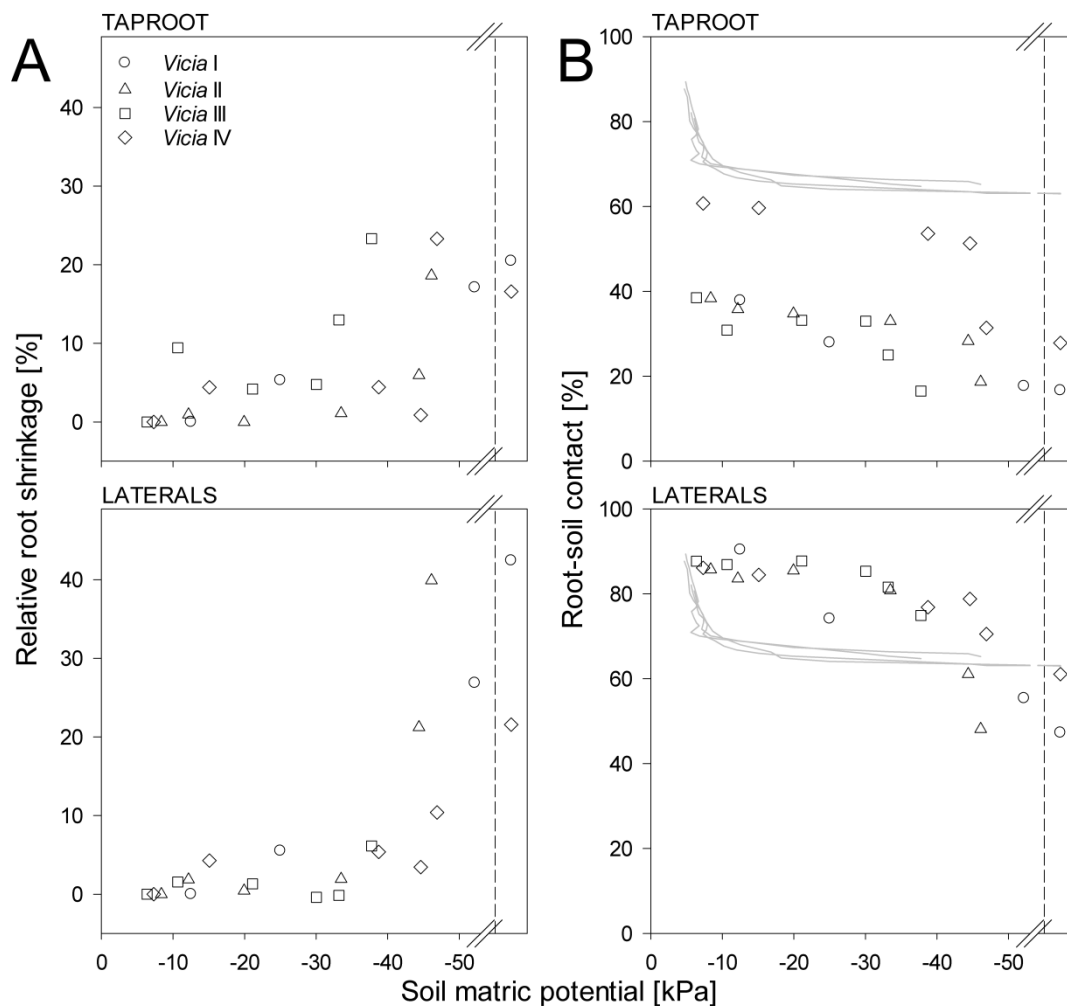 A
TAPROOT
Vicia I
Vicia II
Vicia III
Vicia IV
40
30
20
10
0
LATERALS
40
30
20
10
0
0 -10 -20 -30 -40 -50
Relative root shrinkage [%]
B
TAPROOT
100
80
60
40
20
0
LATERALS
100
80
60
40
20
0
0 -10 -20 -30 -40 -50
Root-soil contact [%]
Soil matric potential [kPa]